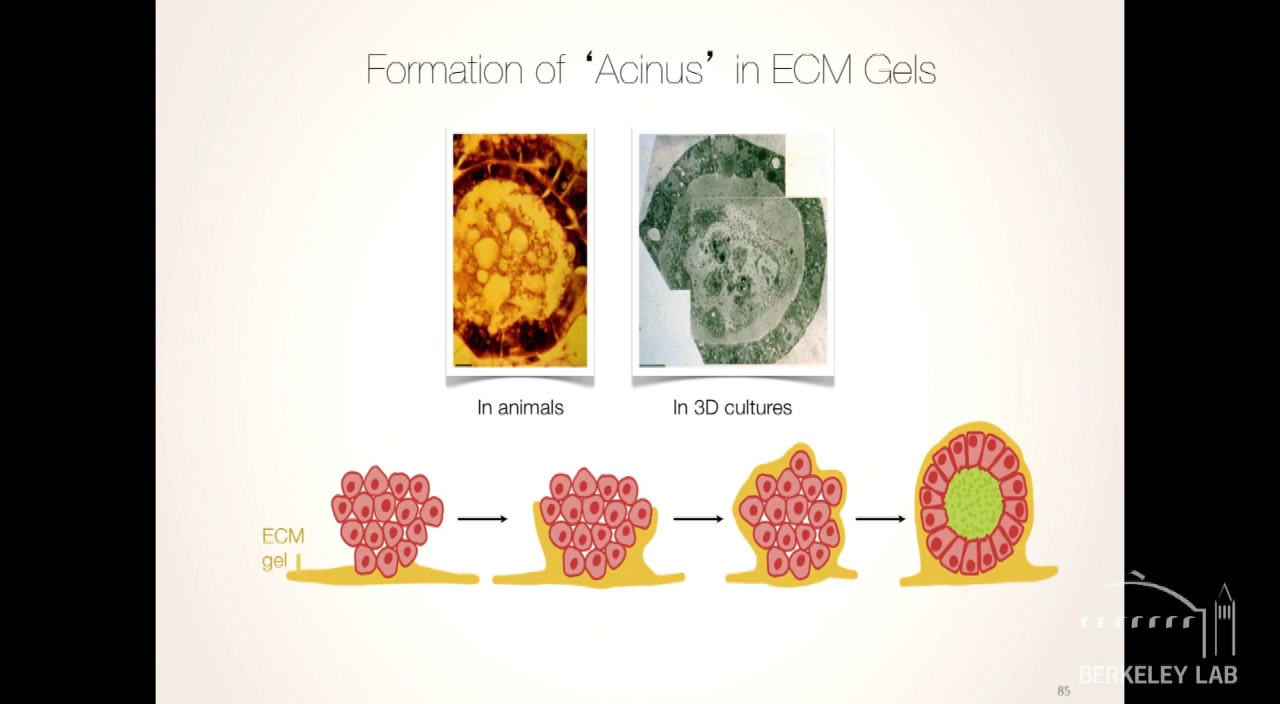 Formation of ‘Acinus’ in ECM Gels
In animals
In 3D cultures
ECM
gel
BERKELEY LAB
85